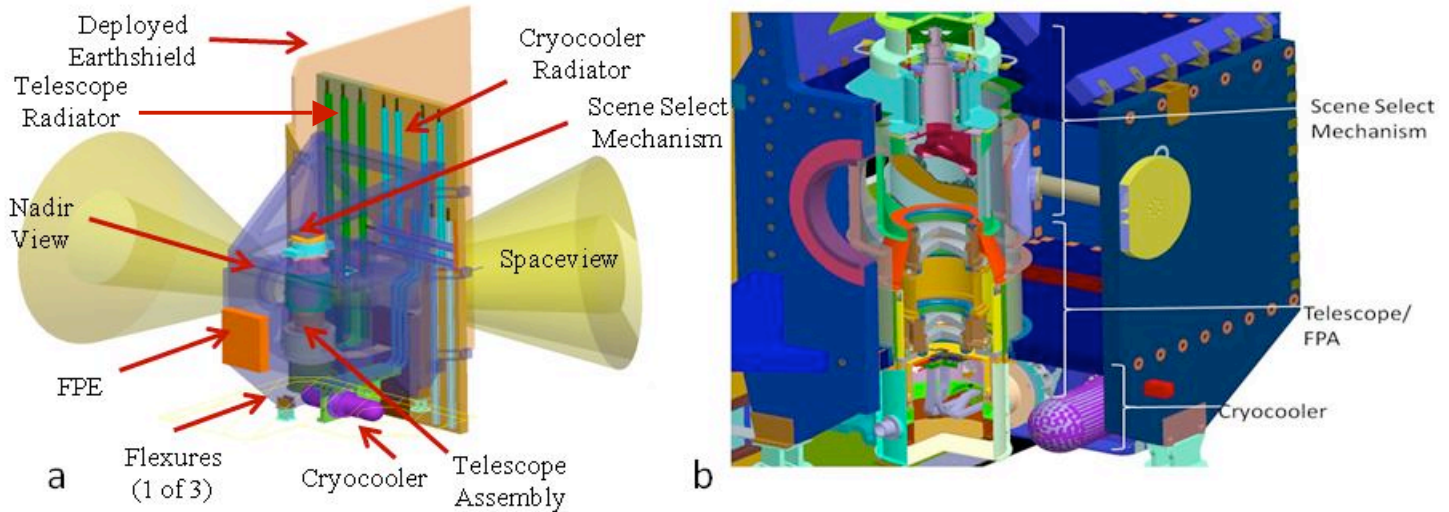 Deployed
Earthshield
Telescope
Radiator
Cryocooler
Radiator
Scene Select
Mechanism
Nadir
View
Spaceview
FPE
Flexures
(1 of 3)
Cryocooler
Telescope
Assembly
a
Scene Select
Mechanism
Telescope/
FPA
Cryocooler
b